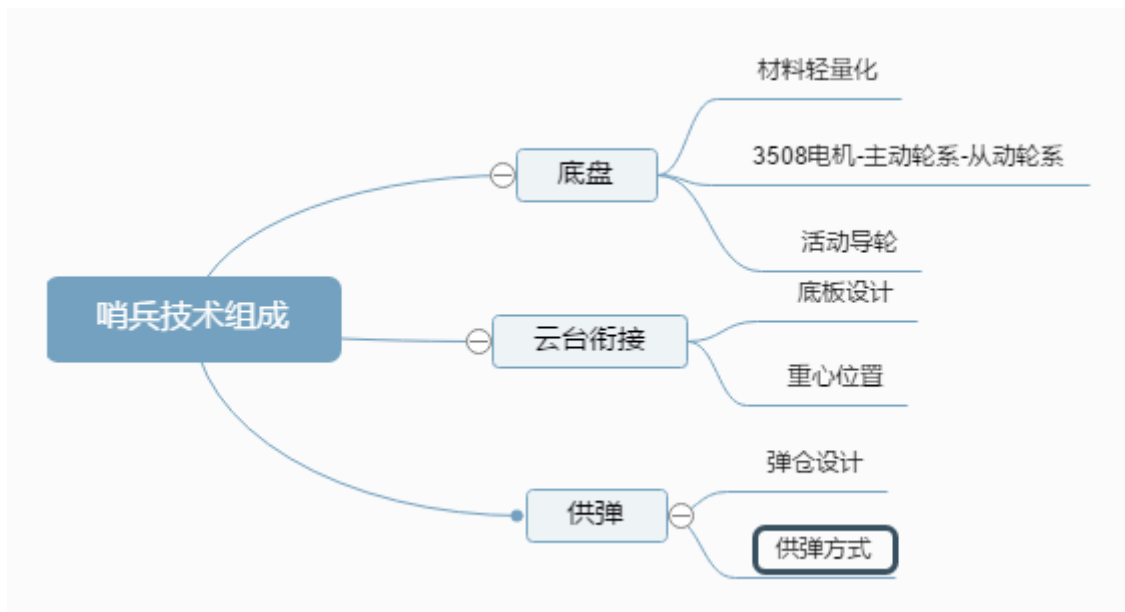 材料轻量化
3508电机-主动轮系-从动轮系
底盘
活动导轮
底板设计
哨兵技术组成
云台衔接
重心位置
弹仓设计
供弹
供弹方式